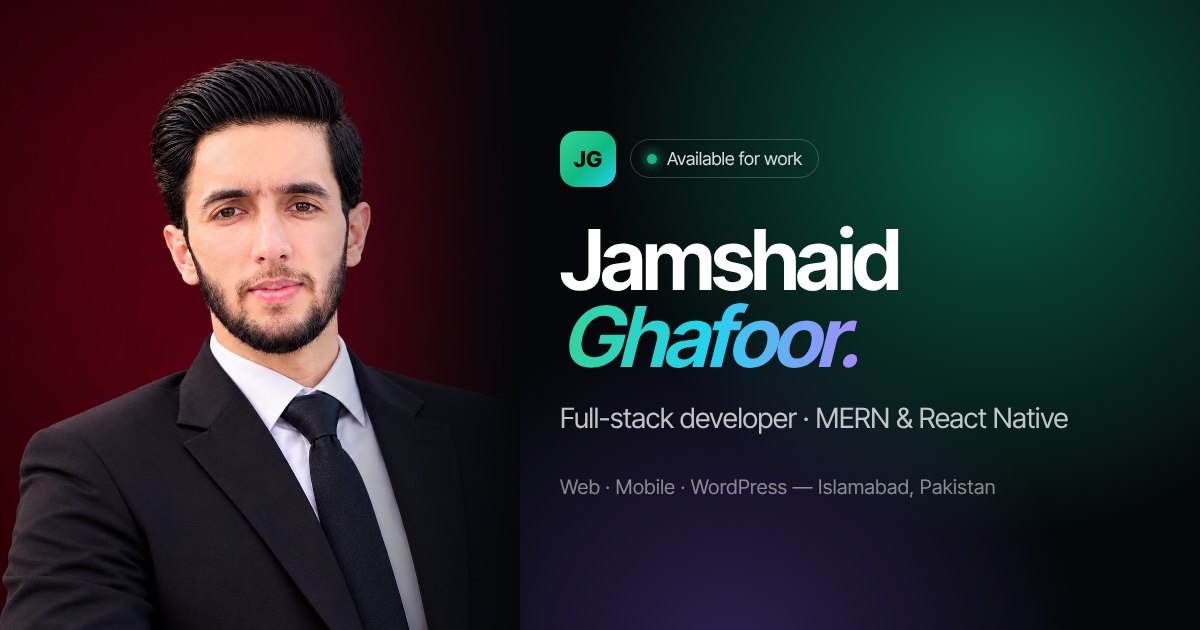 JG
Available for work
Jamshaid
Ghafoor.
Full-stack developer · MERN & React Native
Web · Mobile · WordPress — Islamabad, Pakistan